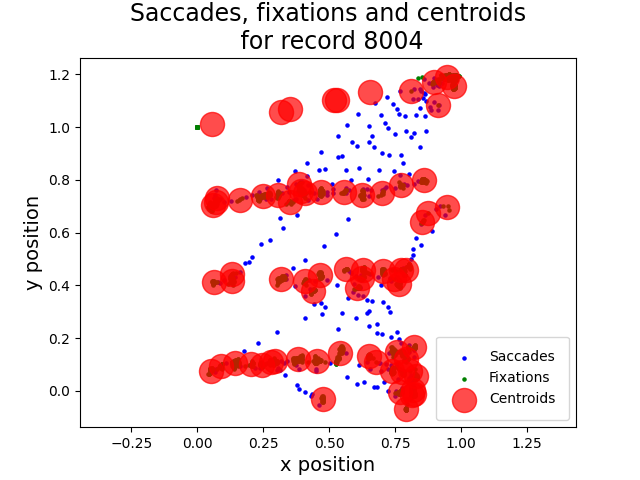 Saccades, fixations and centroids
for record 8004
y position
1.2
1.0
0.8
0.6
0.4
0.2
0.0
Saccades
Fixations
Centroids
−0.25
0.00
0.25
0.50
0.75
1.00
1.25
x position